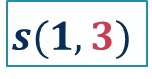 s(1, 3)